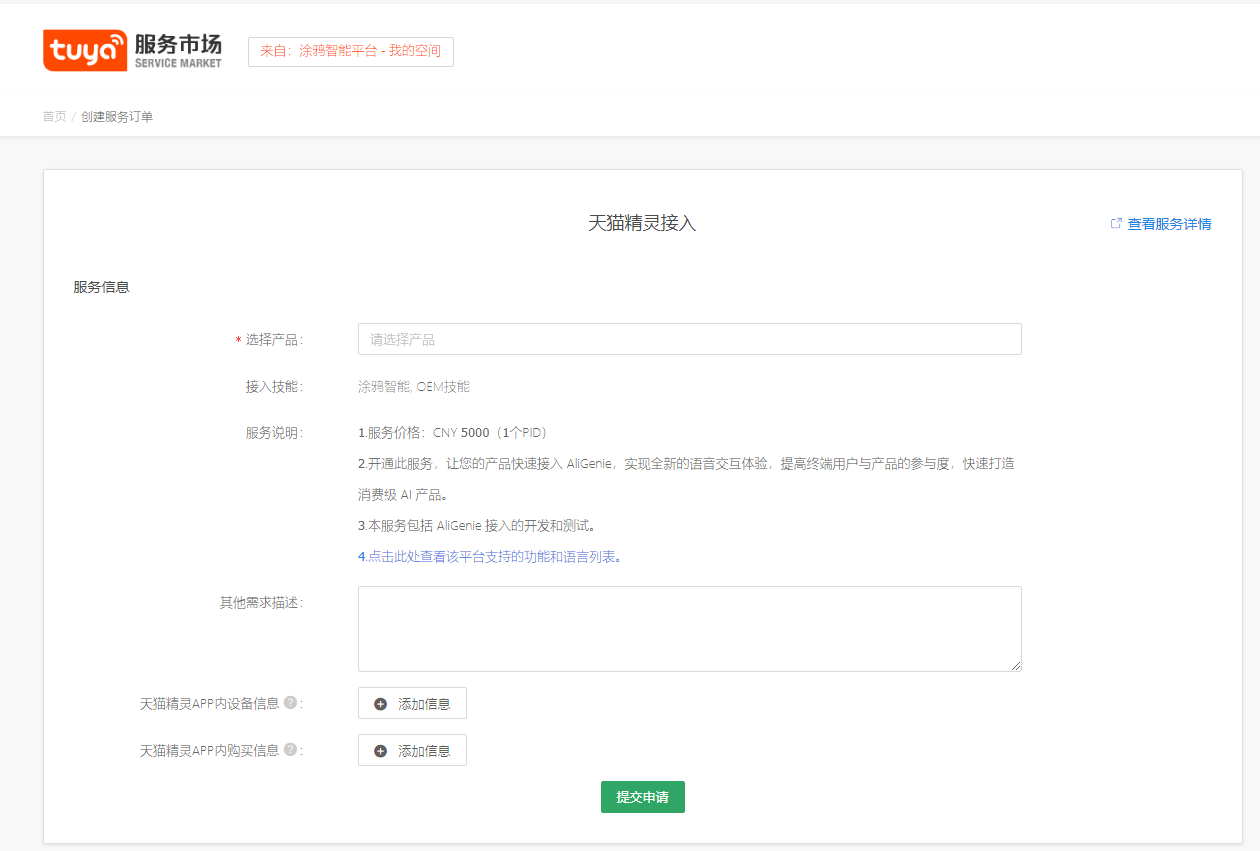 tuya 服务市场
SERVICE MARKET
来自：涂鸦智能平台 - 我的空间
首页 / 创建服务订单
天猫精灵接入
查看服务详情
服务信息
* 选择产品：
请选择产品
接入技能：
涂鸦智能, OEM技能
服务说明：
1.服务价格：CNY 5000（1个PID）
2.开通此服务，让您的产品快速接入 AliGenie，实现全新的语音交互体验，提高终端用户与产品的参与度，快速打造
消费级 AI 产品。
3.本服务包括 AliGenie 接入的开发和测试。
4.点击此处查看该平台支持的功能和语言列表。
其他需求描述：
天猫精灵APP内设备信息 ? ：
添加信息
天猫精灵APP内购买信息 ? ：
添加信息
提交申请